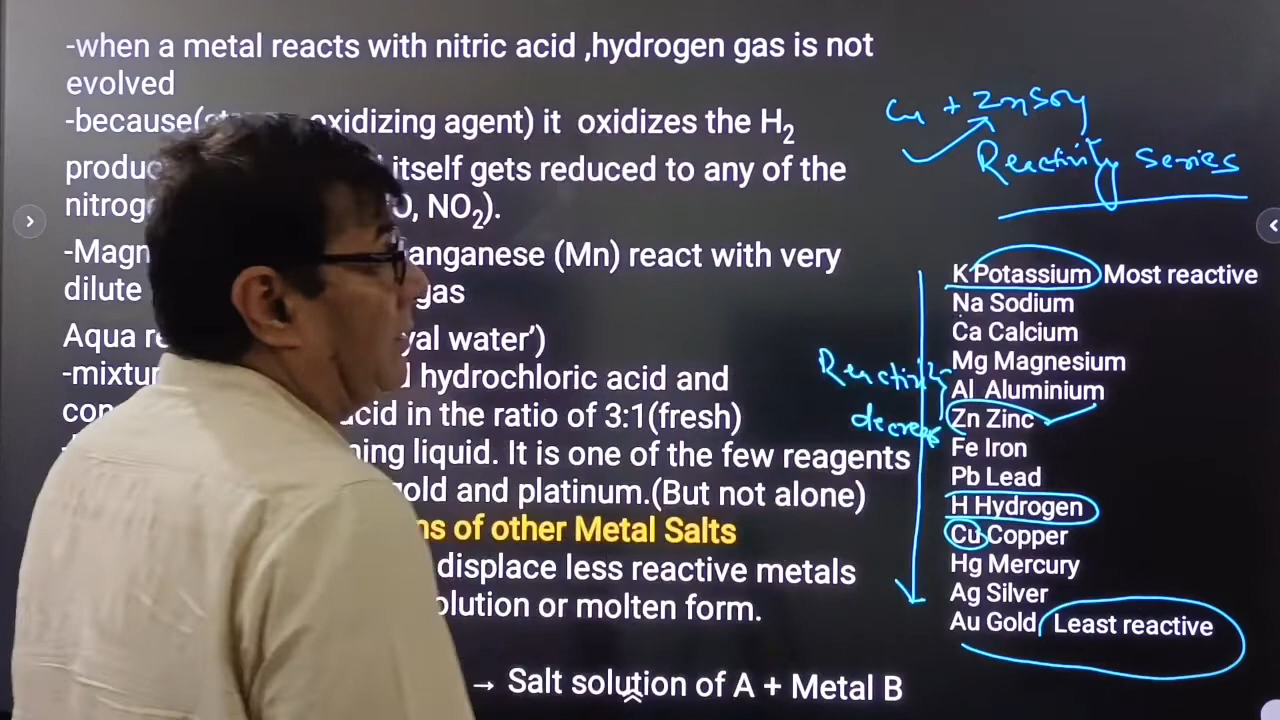 -when a metal reacts with nitric acid ,hydrogen gas is not
evolved
-because( oxidizing agent) it oxidizes the H₂
produc itself gets reduced to any of the
nitrog O, NO₂).
-Magn anganese (Mn) react with very
dilute gas
Aqua re yal water’)
-mixtur hydrochloric acid and
con acid in the ratio of 3:1(fresh)
ning liquid. It is one of the few reagents
gold and platinum.(But not alone)
ns of other Metal Salts
displace less reactive metals
olution or molten form.
→ Salt solution of A + Metal B
Cu + ZnSO4
Reactivity series
K Potassium Most reactive
Na Sodium
Ca Calcium
Mg Magnesium
Al Aluminium
Zn Zinc
Fe Iron
Pb Lead
H Hydrogen
Cu Copper
Hg Mercury
Ag Silver
Au Gold Least reactive
Reactivity
decreas